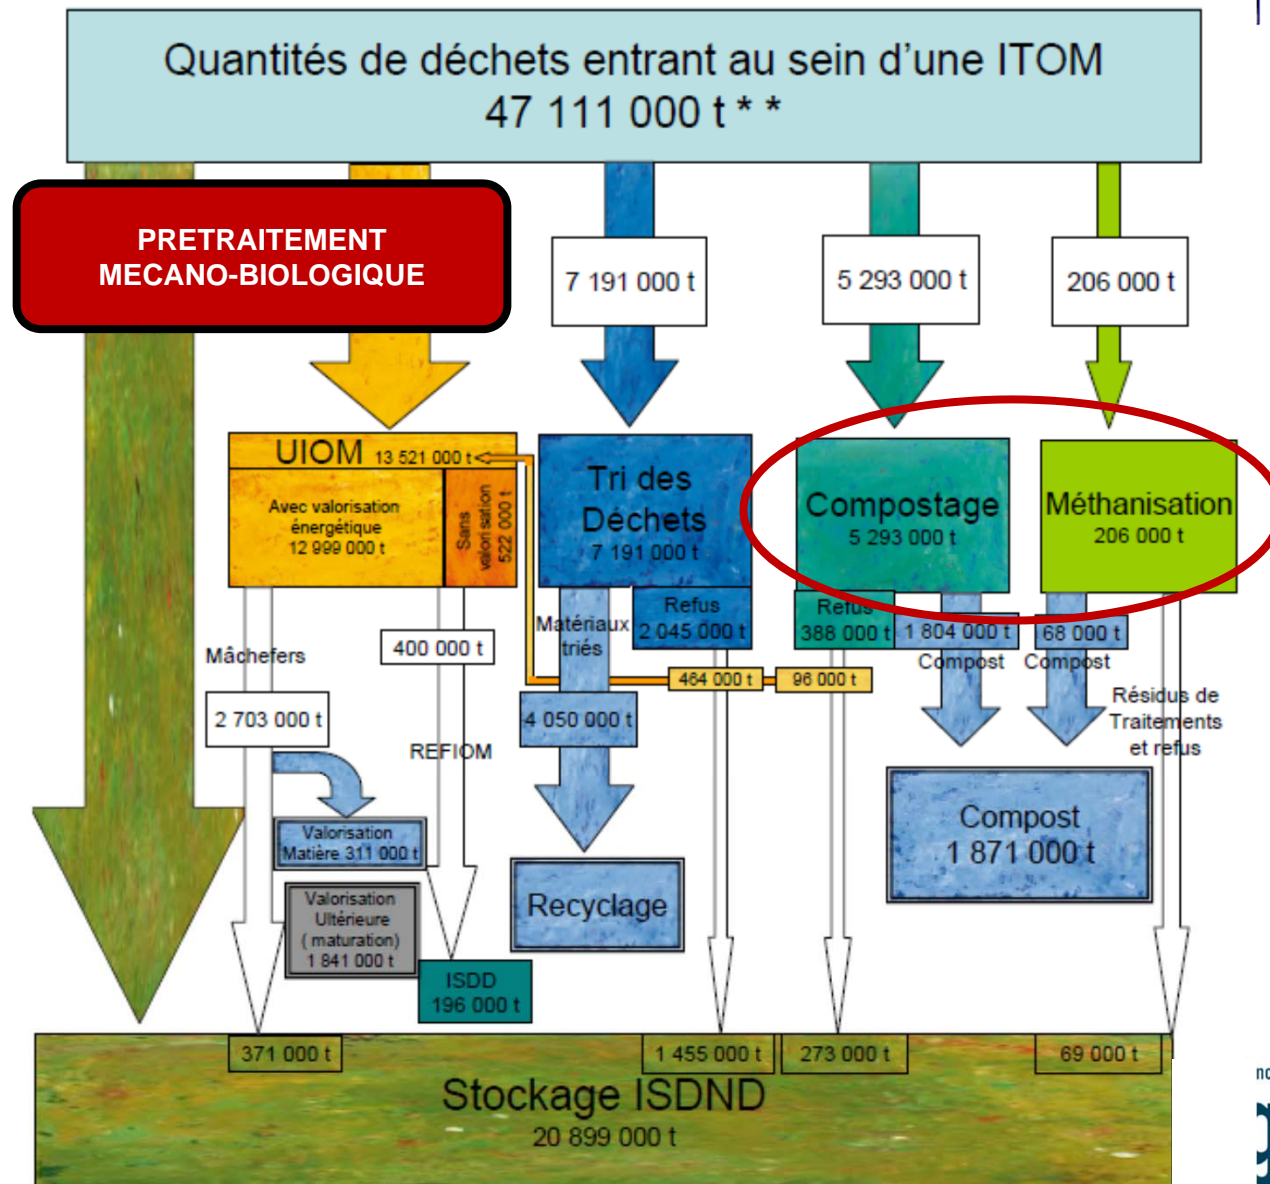 Quantités de déchets entrant au sein d'une ITOM
47 111 000 t * *
PRETRAITEMENT
MECANO-BIOLOGIQUE
7 191 000 t
5 293 000 t
206 000 t
UIOM 13 521 000 t
Avec valorisation
énergétique
12 999 000 t
Sans
valorisation
522 000 t
Tri des
Déchets
7 191 000 t
Compostage
5 293 000 t
Méthanisation
206 000 t
Mâchefers
400 000 t
Matériaux
triés
Refus
2 045 000 t
Refus
388 000 t
1 804 000 t
Compost
68 000 t
Compost
464 000 t
96 000 t
Résidus de
Traitements
et refus
2 703 000 t
REFIOM
4 050 000 t
Valorisation
Matière 311 000 t
Valorisation
Ultérieure
( maturation)
1 841 000 t
Recyclage
Compost
1 871 000 t
ISDD
196 000 t
371 000 t
1 455 000 t
273 000 t
69 000 t
Stockage ISDND
20 899 000 t